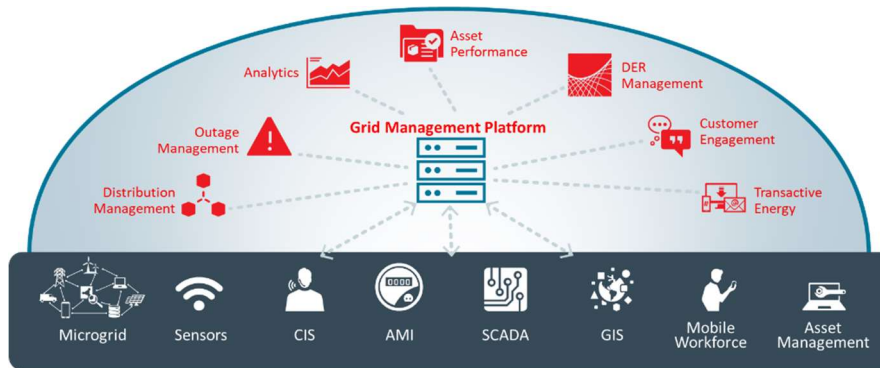 Asset
Performance
Analytics
DER
Management
Outage
Management
Grid Management Platform
Customer
Engagement
Distribution
Management
Transactive
Energy
Microgrid
Sensors
CIS
AMI
SCADA
GIS
Mobile
Workforce
Asset
Management